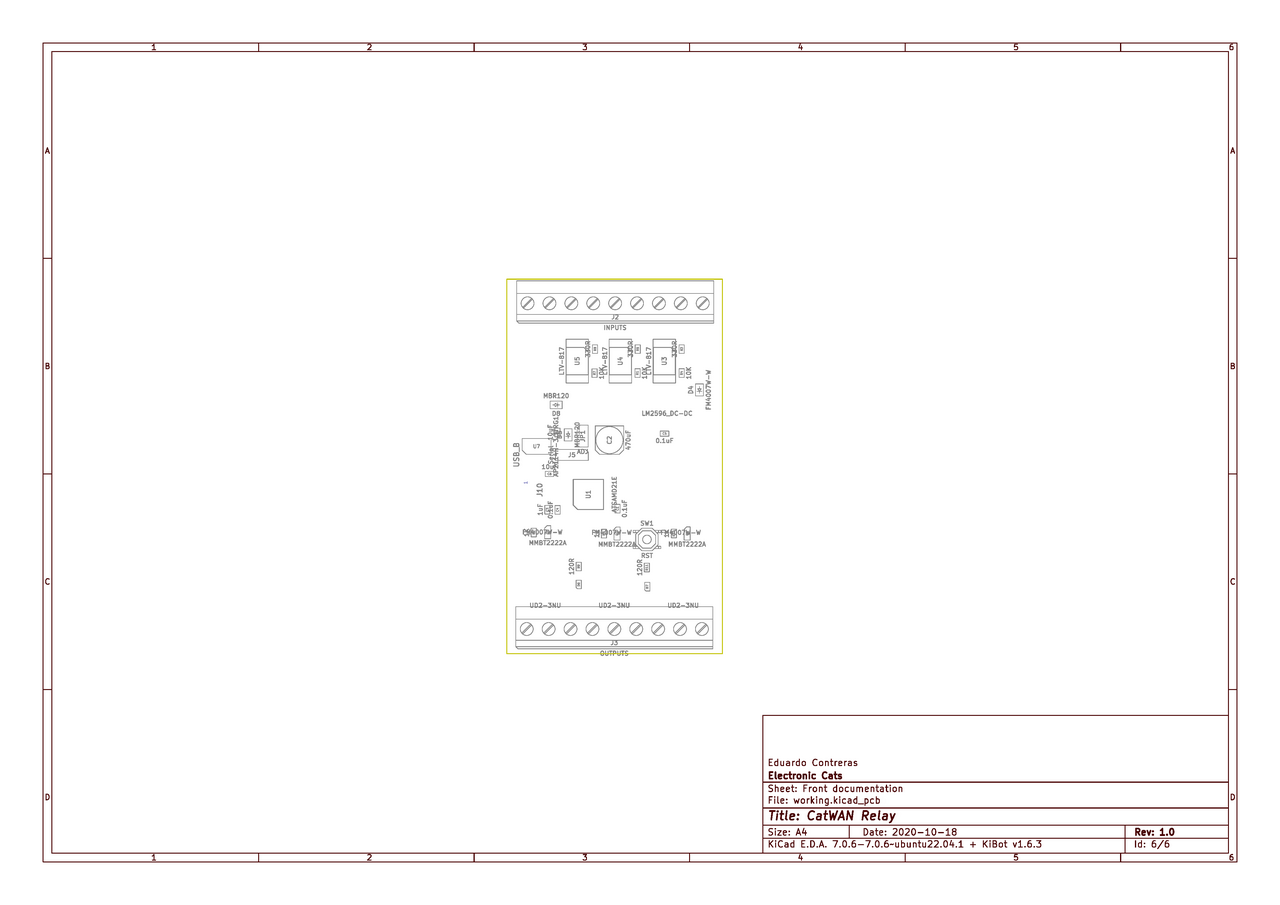 1 2 3 4 5 6
A A
J2
INPUTS
LTV-817 U5 330R LTV-817 U4 330R LTV-817 U3 330R
B B
10K 10K 10K
D4 FM4007W-W
MBR120
D8
LM2596_DC-DC
MBR120 JP1 C2 470uF
0.1uF
USB_B U7
J5
J10 U1 ATSAMD21E
1uF 0.1uF 0.1uF
SW1
FM4007W-W FM4007W-W FM4007W-W
MMBT2222A MMBT2222A MMBT2222A
RST
120R 120R
C C
UD2-3NU UD2-3NU UD2-3NU
J3
OUTPUTS
Eduardo Contreras
Electronic Cats
Sheet: Front documentation
D D
File: working.kicad_pcb
Title: CatWAN Relay
Size: A4 Date: 2020-10-18 Rev: 1.0
KiCad E.D.A. 7.0.6-7.0.6~ubuntu22.04.1 + KiBot v1.6.3 Id: 6/6
1 2 3 4 5 6